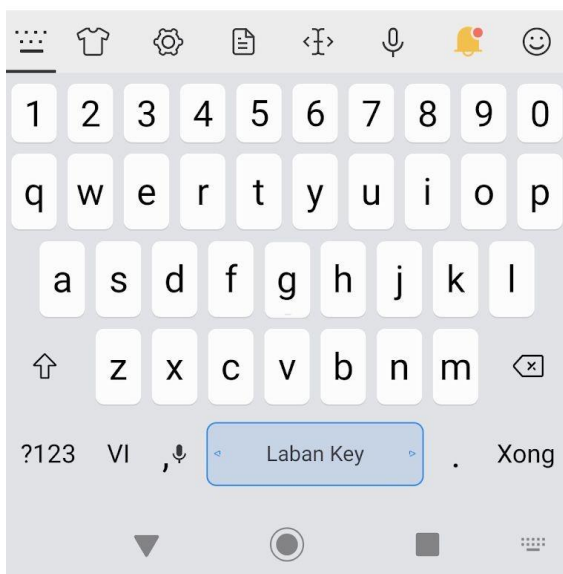 1 2 3 4 5 6 7 8 9 0
q w e r t y u i o p
a s d f g h j k l
z x c v b n m
?123 VI , Laban Key . Xong